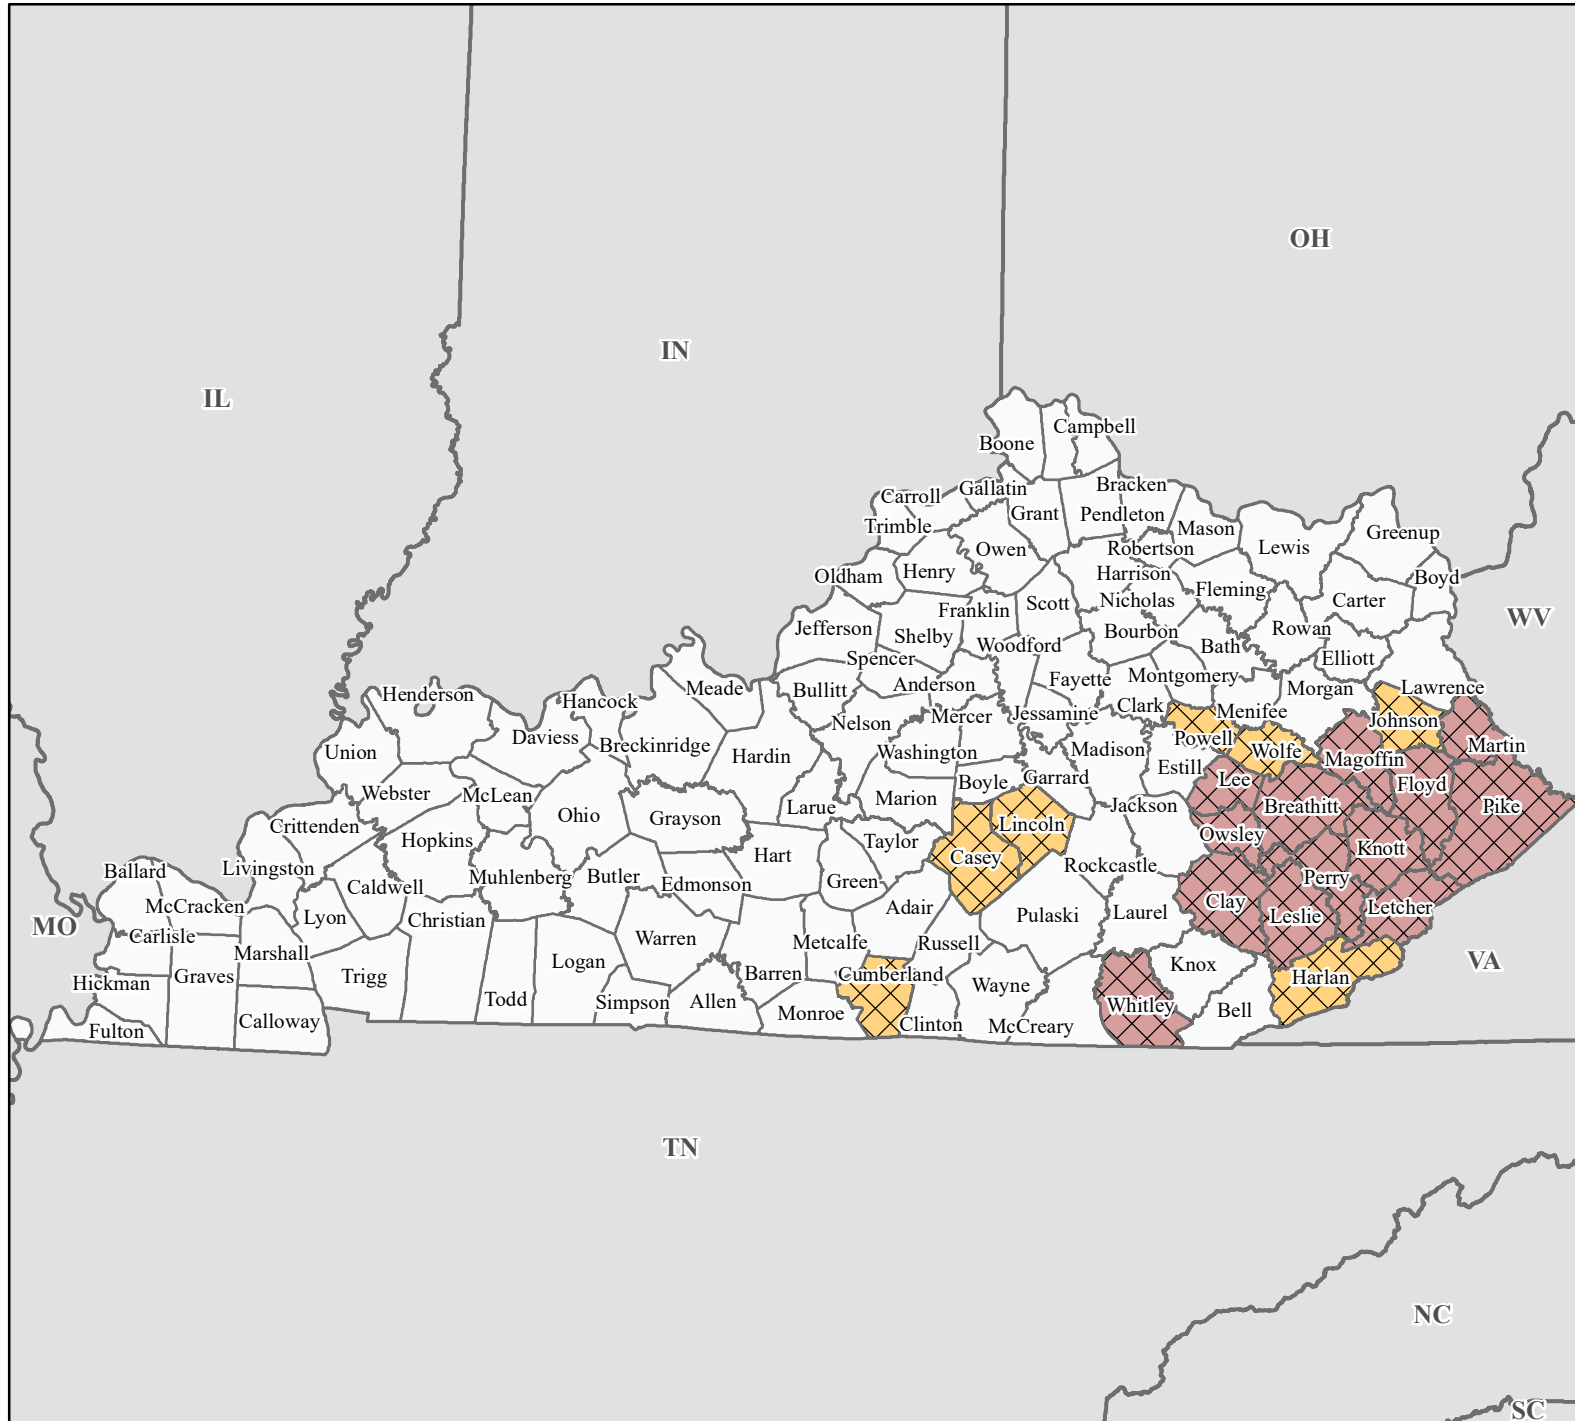 OH
IN
IL
Campbell
Boone
Bracken
Gallatin
Carroll
Grant
Pendleton
Trimble
Mason
Greenup
Owen
Robertson
Lewis
Henry
Harrison
Oldham
Boyd
Fleming
Nicholas
Carter
Scott
Franklin
WV
Jefferson
Shelby
Bourbon
Rowan
Woodford
Bath
Spencer
Elliott
Fayette
Montgomery
Anderson
Bullitt
Meade
Morgan
Lawrence
Henderson
Hancock
Clark
Menifee
Jessamine
Mercer
Nelson
Johnson
Daviess
Breckinridge
Washington
Madison
Powell
Wolfe
Martin
Union
Hardin
Magoffin
Estill
Garrard
Boyle
Lee
Floyd
Webster
McLean
Marion
Larue
Jackson
Breathitt
Pike
Ohio
Grayson
Lincoln
Crittenden
Owsley
Hopkins
Taylor
Knott
Hart
Casey
Rockcastle
Livingston
Ballard
Muhlenberg
Butler
Edmonson
Green
Perry
Caldwell
McCracken
Lyon
Christian
Adair
Pulaski
Laurel
Clay
Leslie
Letcher
MO
Carlisle
Warren
Metcalfe
Russell
Marshall
Logan
VA
Graves
Trigg
Barren
Cumberland
Knox
Hickman
Wayne
Harlan
Todd
Simpson
Allen
Monroe
Whitley
Bell
Fulton
Calloway
Clinton
McCreary
TN
NC
SC